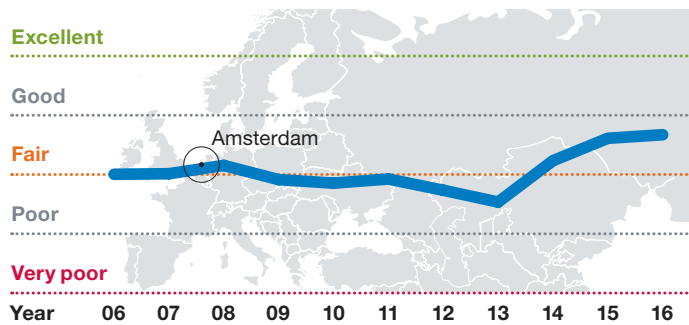 Excellent
Good
Amsterdam
Fair
Poor
Very poor
Year 06 07 08 09 10 11 12 13 14 15 16